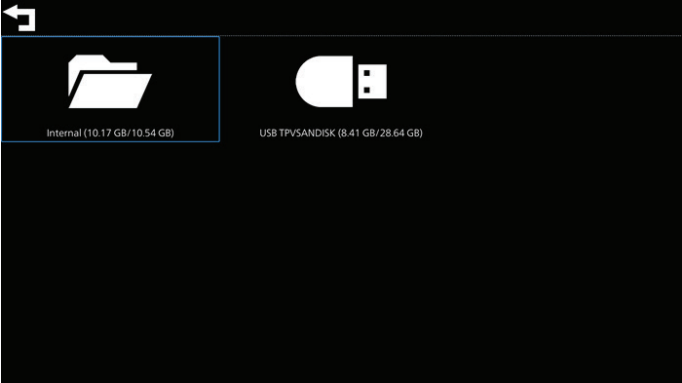 Internal (10.17 GB/10.54 GB)
USB TPVSANDISK (8.41 GB/28.64 GB)